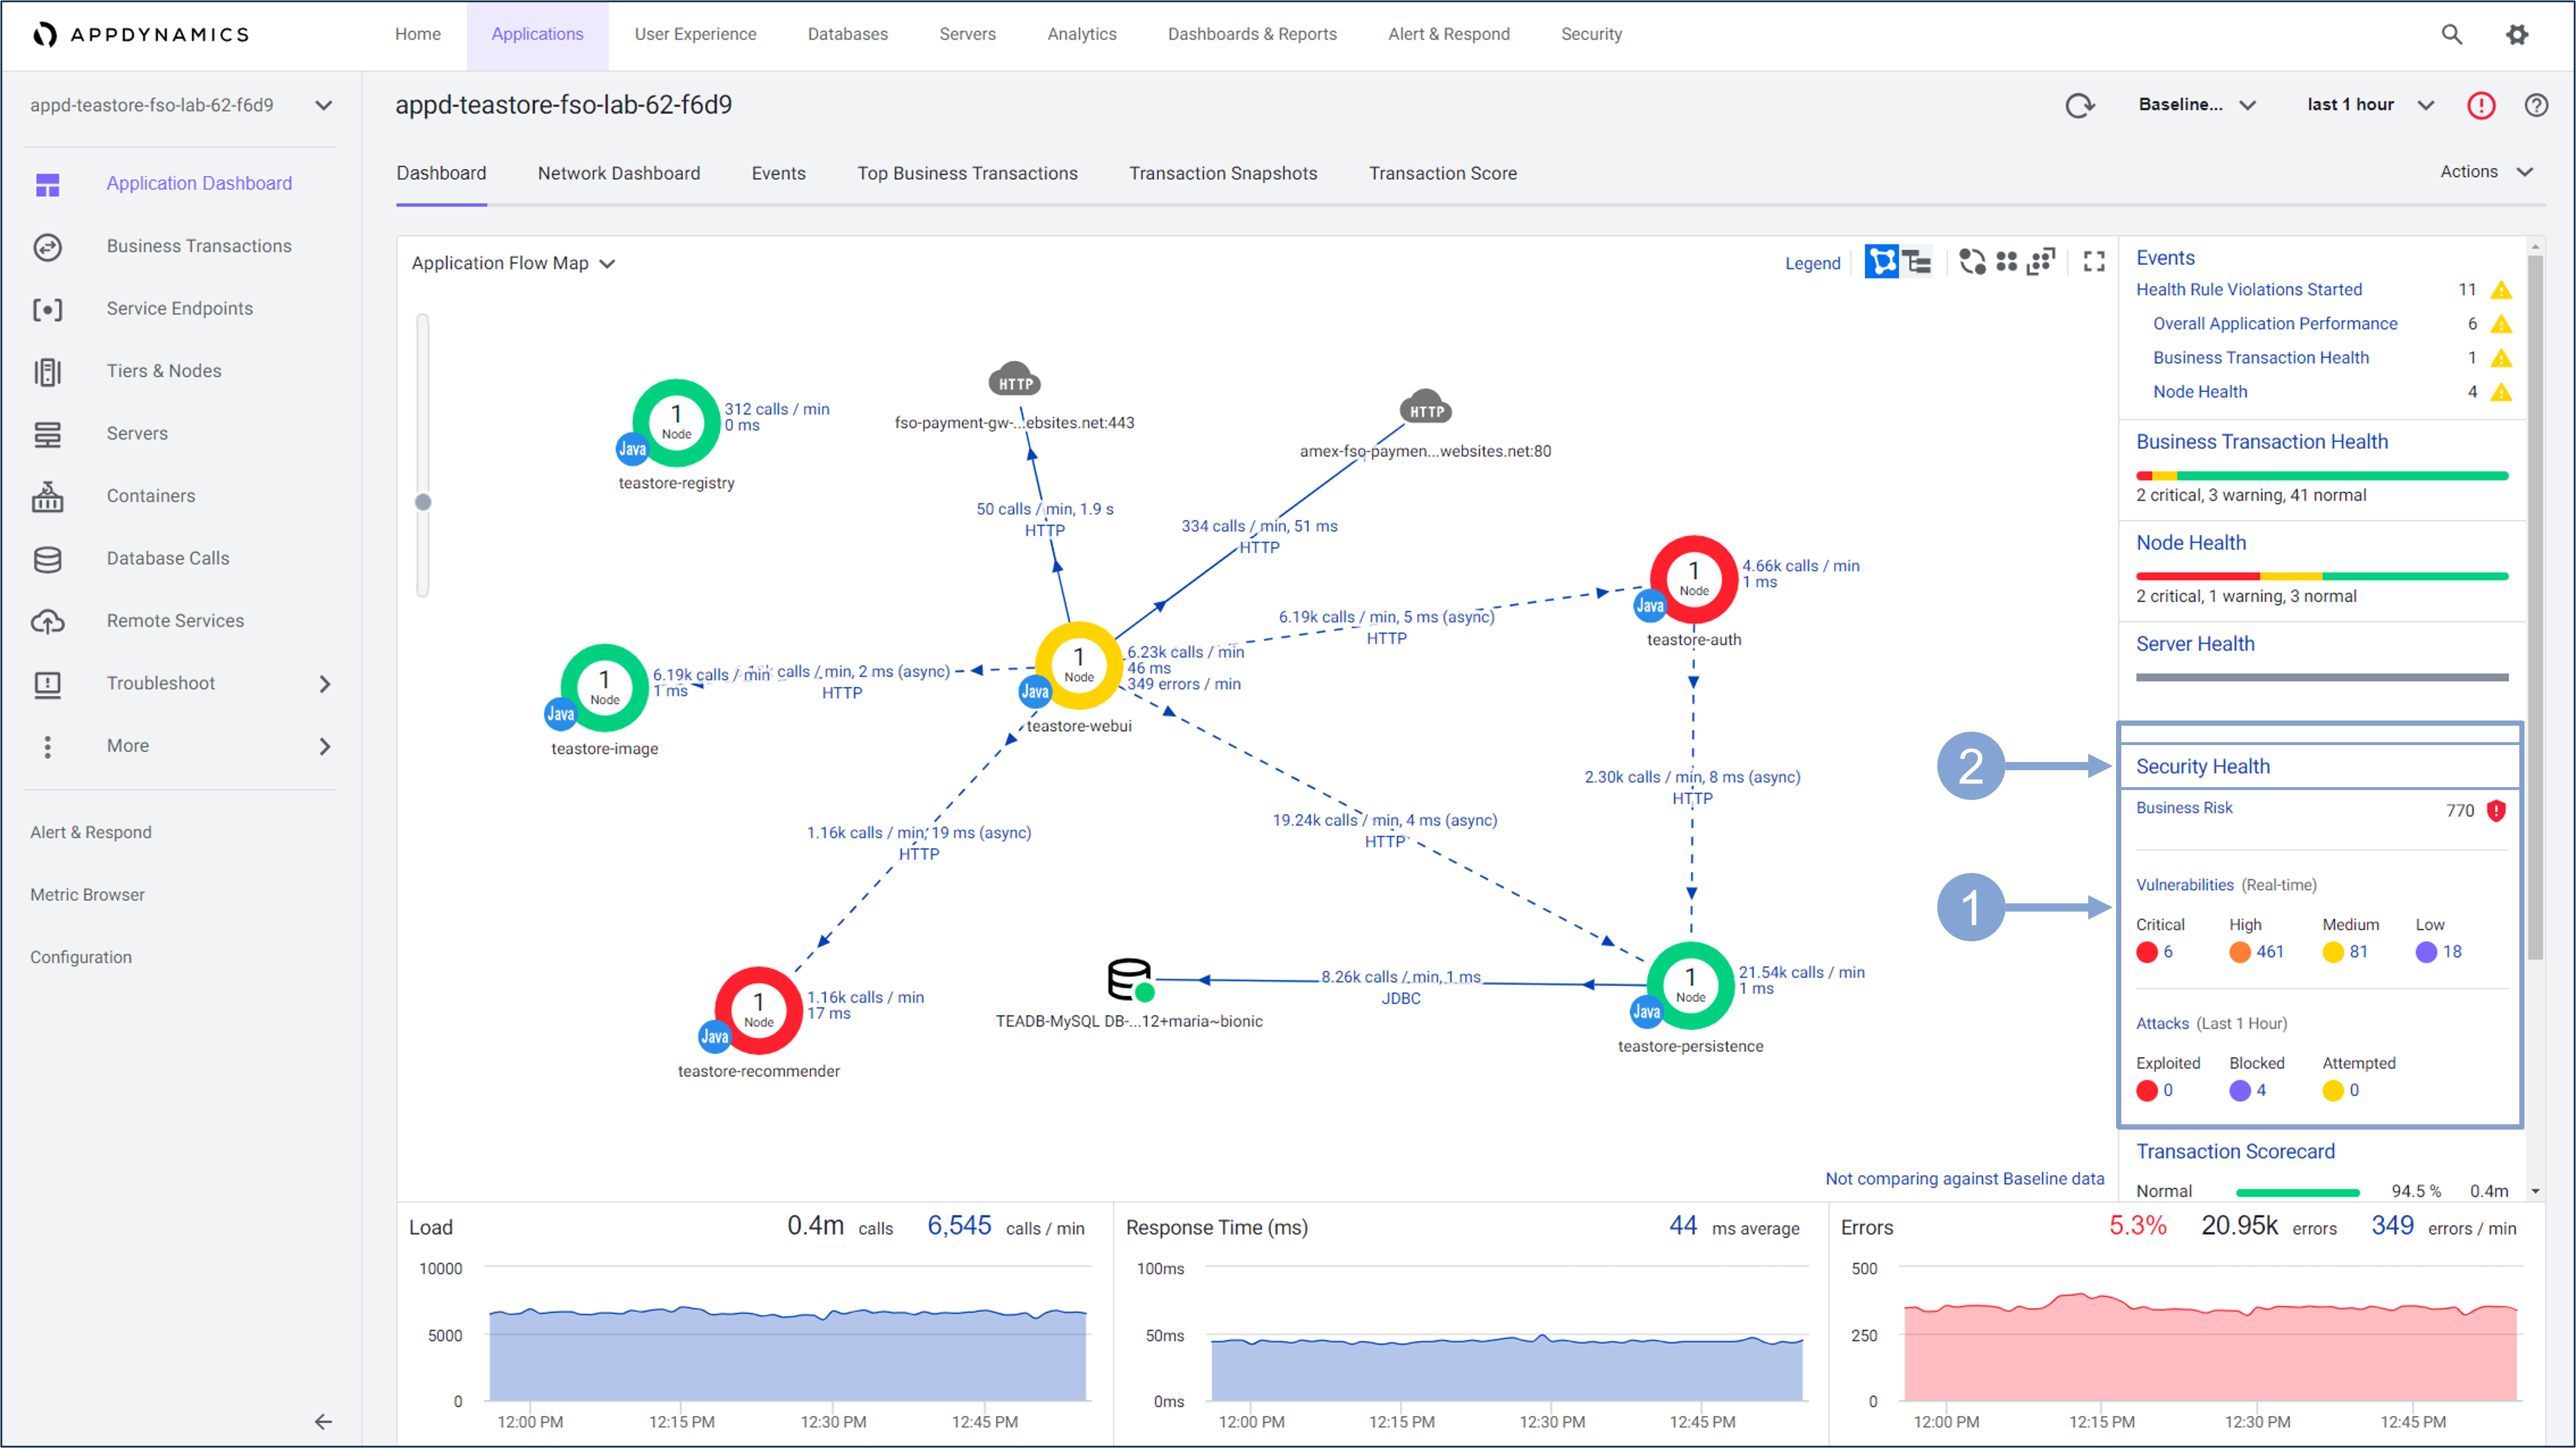 APPDYNAMICS
Home
Applications
User Experience
Databases
Servers
Analytics
Dashboards & Reports
Alert & Respond
Security
appd-teastore-fso-lab-62-f6d9
Application Dashboard
Business Transactions
Service Endpoints
Tiers & Nodes
Servers
Containers
Database Calls
Remote Services
Troubleshoot
More
Alert & Respond
Metric Browser
Configuration
appd-teastore-fso-lab-62-f6d9
Baseline...
last 1 hour
Dashboard
Network Dashboard
Events
Top Business Transactions
Transaction Snapshots
Transaction Score
Actions
Application Flow Map
Legend
1
Node
Java
312 calls / min
0 ms
teastore-registry
HTTP
fso-payment-gw-...ebsites.net:443
HTTP
amex-fso-paymen...websites.net:80
50 calls / min, 1.9 s
HTTP
334 calls / min, 51 ms
HTTP
1
Node
Java
4.66k calls / min
1 ms
teastore-auth
6.19k calls / min, 5 ms (async)
HTTP
1
Node
Java
6.23k calls / min
46 ms
349 errors / min
teastore-webui
calls / min, 2 ms (async)
HTTP
1
Node
Java
6.19k calls / min
1 ms
teastore-image
2.30k calls / min, 8 ms (async)
HTTP
1.16k calls / min, 19 ms (async)
HTTP
19.24k calls / min, 4 ms (async)
HTTP
1
Node
Java
1.16k calls / min
17 ms
teastore-recommender
TEADB-MySQL DB-...12+maria~bionic
8.26k calls / min, 1 ms
JDBC
1
Node
Java
21.54k calls / min
1 ms
teastore-persistence
Not comparing against Baseline data
Events
Health Rule Violations Started 11
Overall Application Performance 6
Business Transaction Health 1
Node Health 4
Business Transaction Health
2 critical, 3 warning, 41 normal
Node Health
2 critical, 1 warning, 3 normal
Server Health
2
Security Health
Business Risk 770
1
Vulnerabilities (Real-time)
Critical High Medium Low
6 461 81 18
Attacks (Last 1 Hour)
Exploited Blocked Attempted
0 4 0
Transaction Scorecard
Normal 94.5 % 0.4m
Load 0.4m calls 6,545 calls / min
10000
5000
0
12:00 PM 12:15 PM 12:30 PM 12:45 PM
Response Time (ms) 44 ms average
100ms
50ms
0ms
12:00 PM 12:15 PM 12:30 PM 12:45 PM
Errors 5.3% 20.95k errors 349 errors / min
500
250
0
12:00 PM 12:15 PM 12:30 PM 12:45 PM